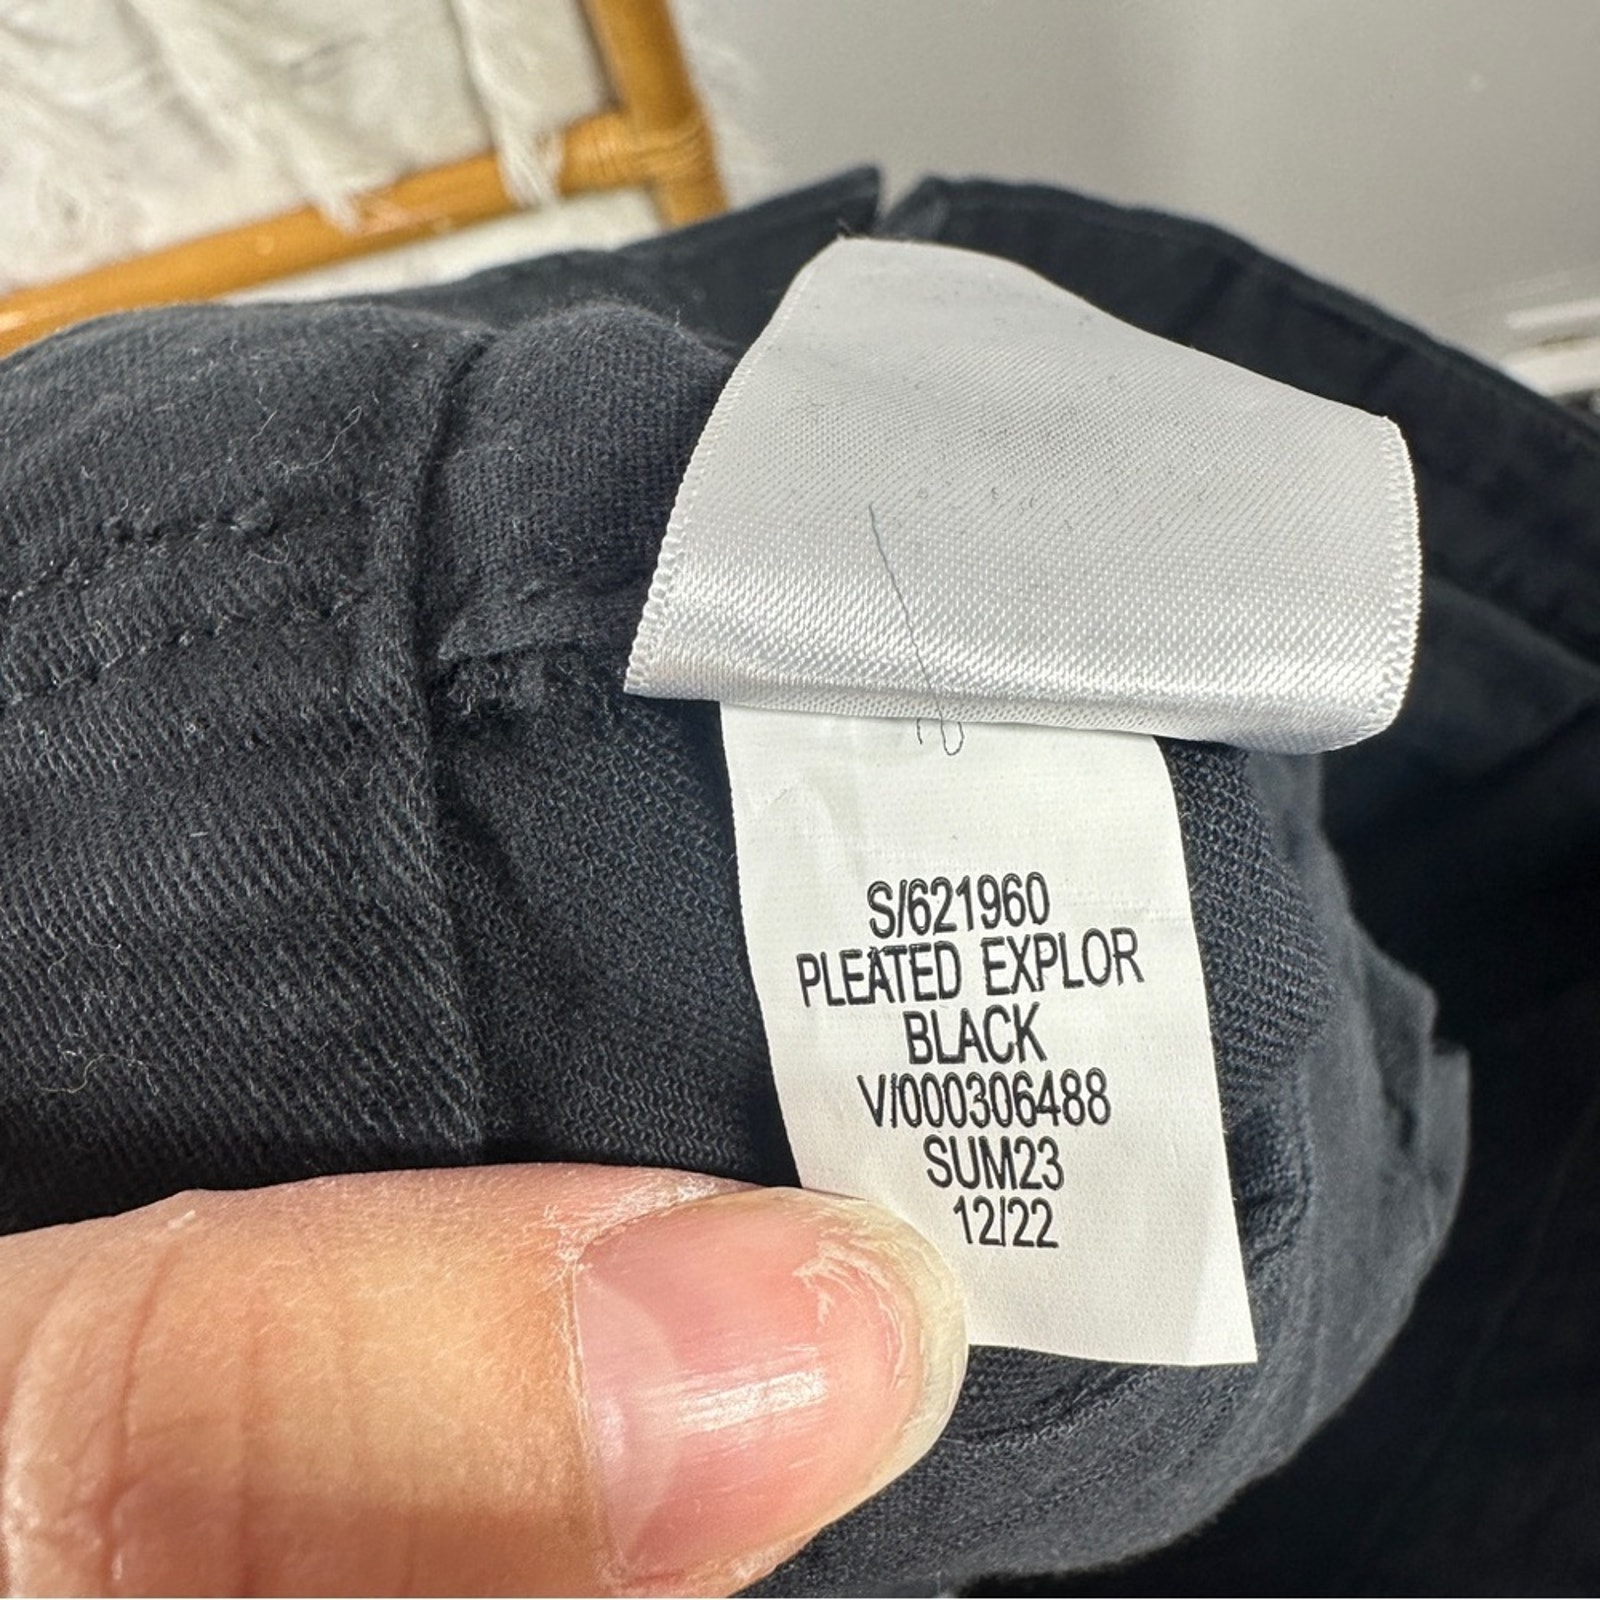 S/621960
PLEATED EXPLOR
BLACK
V/000306488
SUM23
12/22